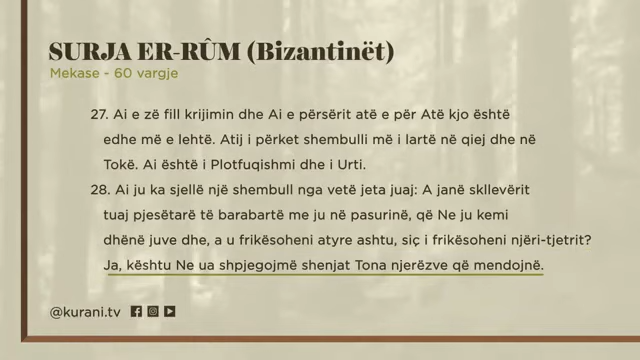 SURJA ER-RÛM (Bizantinët)
Mekase - 60 vargje
27. Ai e zë fill krijimin dhe Ai e përsërit atë e për Atë kjo është
edhe më e lehtë. Atij i përket shembulli më i lartë në qiej dhe në
Tokë. Ai është i Plotfuqishmi dhe i Urti.
28. Ai ju ka sjellë një shembull nga vetë jeta juaj: A janë skllevërit
tuaj pjesëtarë të barabartë me ju në pasurinë, që Ne ju kemi
dhënë juve dhe, a u frikësoheni atyre ashtu, siç i frikësoheni njëri-tjetrit?
Ja, kështu Ne ua shpjegojmë shenjat Tona njerëzve që mendojnë.
@kurani.tv